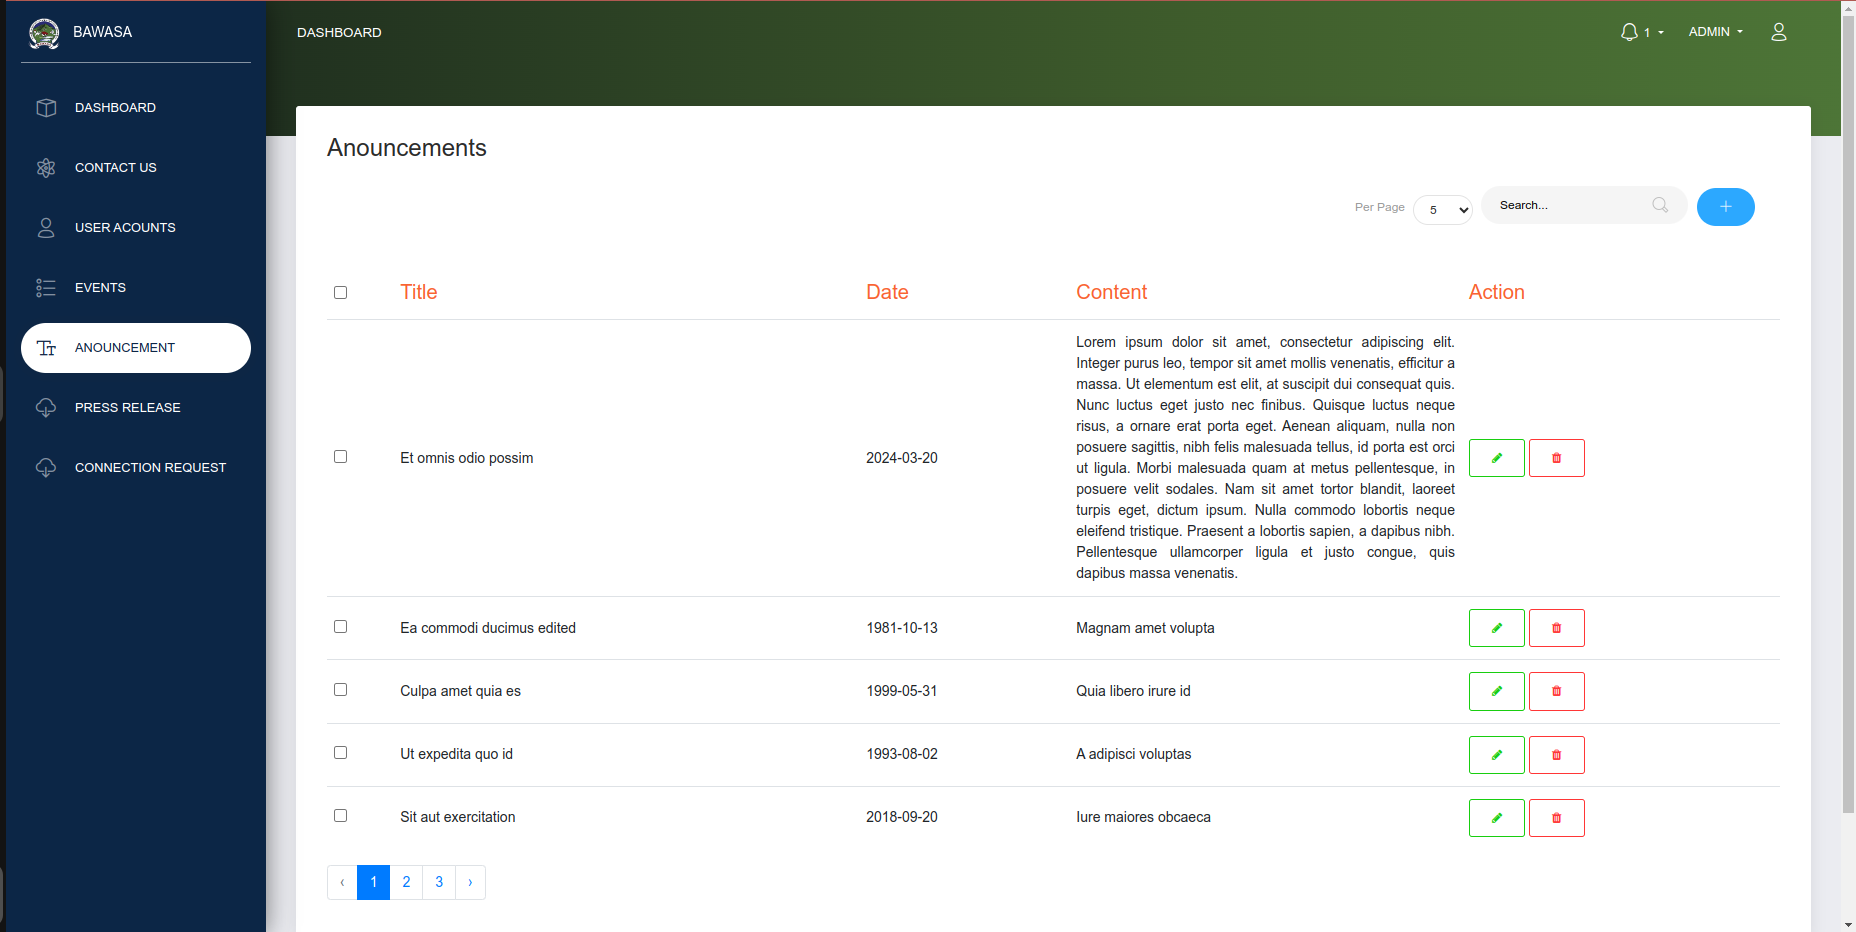 BAWASA
DASHBOARD
1
ADMIN
DASHBOARD
CONTACT US
USER ACOUNTS
EVENTS
ANOUNCEMENT
PRESS RELEASE
CONNECTION REQUEST
Anouncements
Per Page
5
Search...
+
Title Date Content Action
Et omnis odio possim
2024-03-20
Lorem ipsum dolor sit amet, consectetur adipiscing elit.
Integer purus leo, tempor sit amet mollis venenatis, efficitur a
massa. Ut elementum est elit, at suscipit dui consequat quis.
Nunc luctus eget justo nec finibus. Quisque luctus neque
risus, a ornare erat porta eget. Aenean aliquam, nulla non
posuere sagittis, nibh felis malesuada tellus, id porta est orci
ut ligula. Morbi malesuada quam at metus pellentesque, in
posuere velit sodales. Nam sit amet tortor blandit, laoreet
turpis eget, dictum ipsum. Nulla commodo lobortis neque
eleifend tristique. Praesent a lobortis sapien, a dapibus nibh.
Pellentesque ullamcorper ligula et justo congue, quis
dapibus massa venenatis.
Ea commodi ducimus edited 1981-10-13 Magnam amet volupta
Culpa amet quia es 1999-05-31 Quia libero irure id
Ut expedita quo id 1993-08-02 A adipisci voluptas
Sit aut exercitation 2018-09-20 Iure maiores obcaeca
‹ 1 2 3 ›